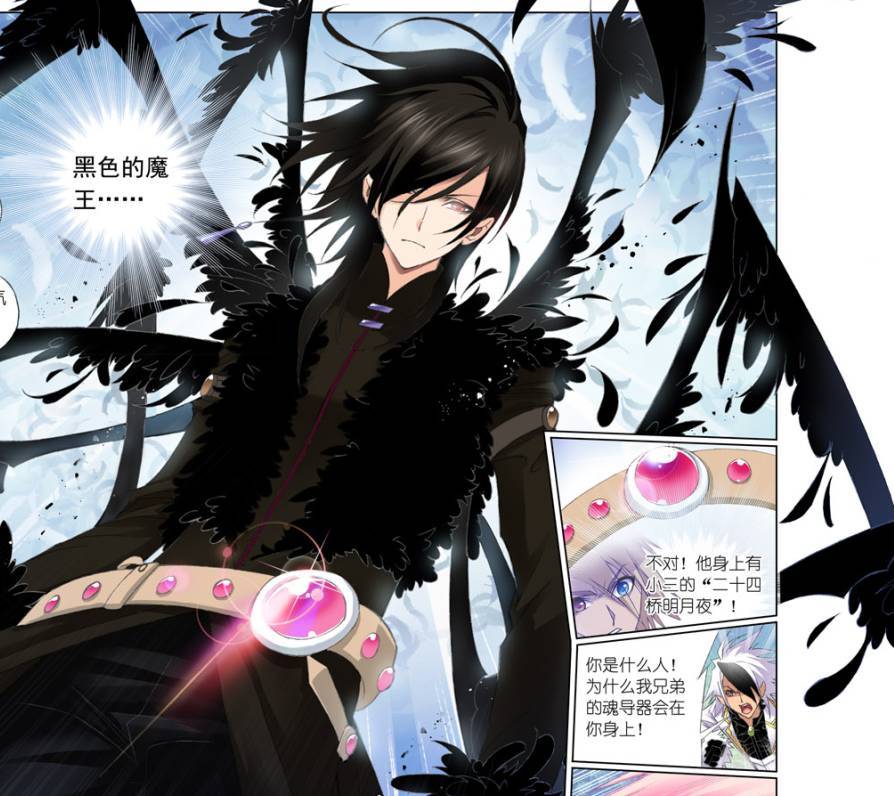 黑色的魔
王……
气
不对！他身上有
小三的“二十四
桥明月夜”！
你是什么人！
为什么我兄弟
的魂导器会在
你身上！